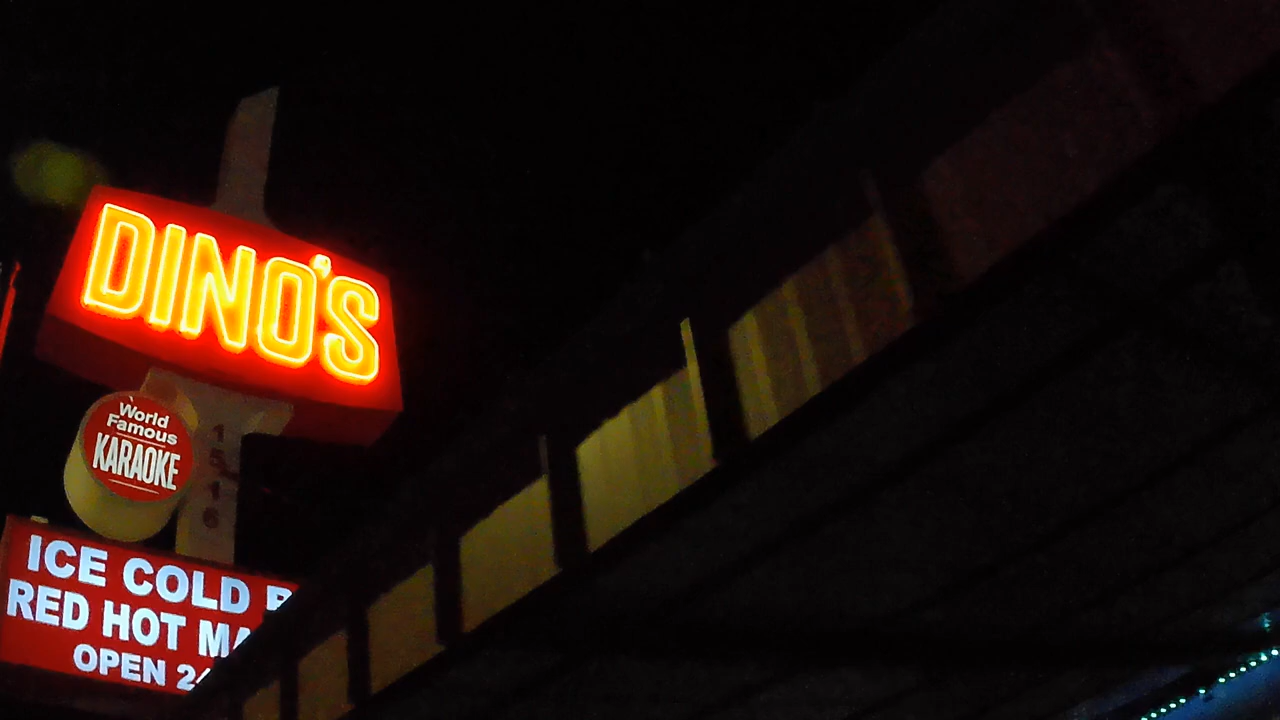 DINO'S
World
Famous
KARAOKE
1516
ICE COLD
RED HOT
OPEN